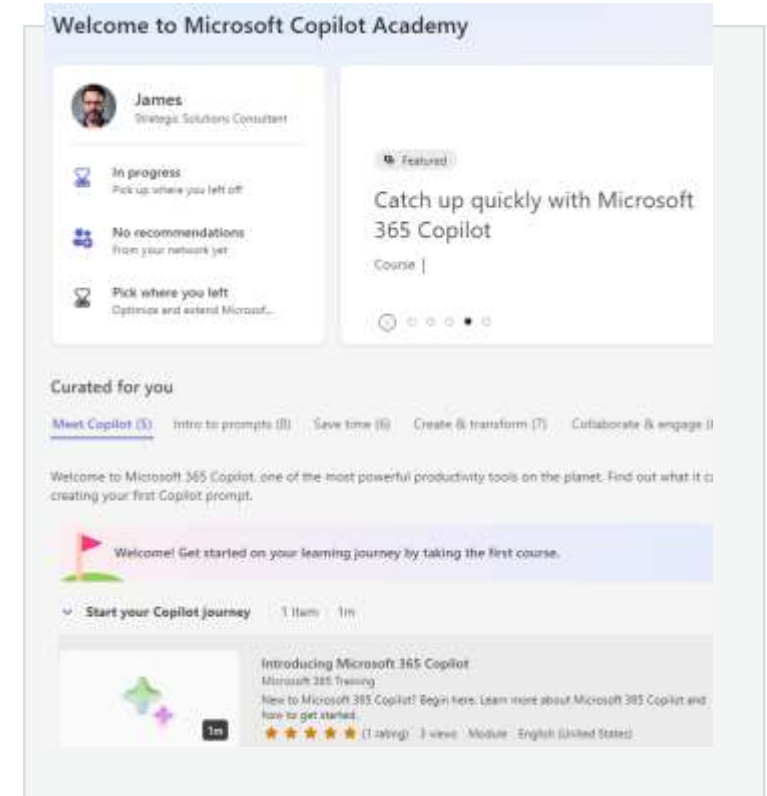 Welcome to Microsoft Copilot Academy
James
Strategic Solutions Consultant
In progress
Pick up where you left off
No recommendations
From your network yet
Pick where you left
Optimize and extend Microsof...
Featured
Catch up quickly with Microsoft
365 Copilot
Course |
Curated for you
Meet Copilot (5) Intro to prompts (8) Save time (6) Create & transform (7) Collaborate & engage
Welcome to Microsoft 365 Copilot, one of the most powerful productivity tools on the planet. Find out what it c
creating your first Copilot prompt.
Welcome! Get started on your learning journey by taking the first course.
Start your Copilot journey 1 Item 1m
Introducing Microsoft 365 Copilot
Microsoft 365 Training
New to Microsoft 365 Copilot? Begin here. Learn more about Microsoft 365 Copilot and
how to get started.
1m
(1 rating) 3 views Module English (United States)